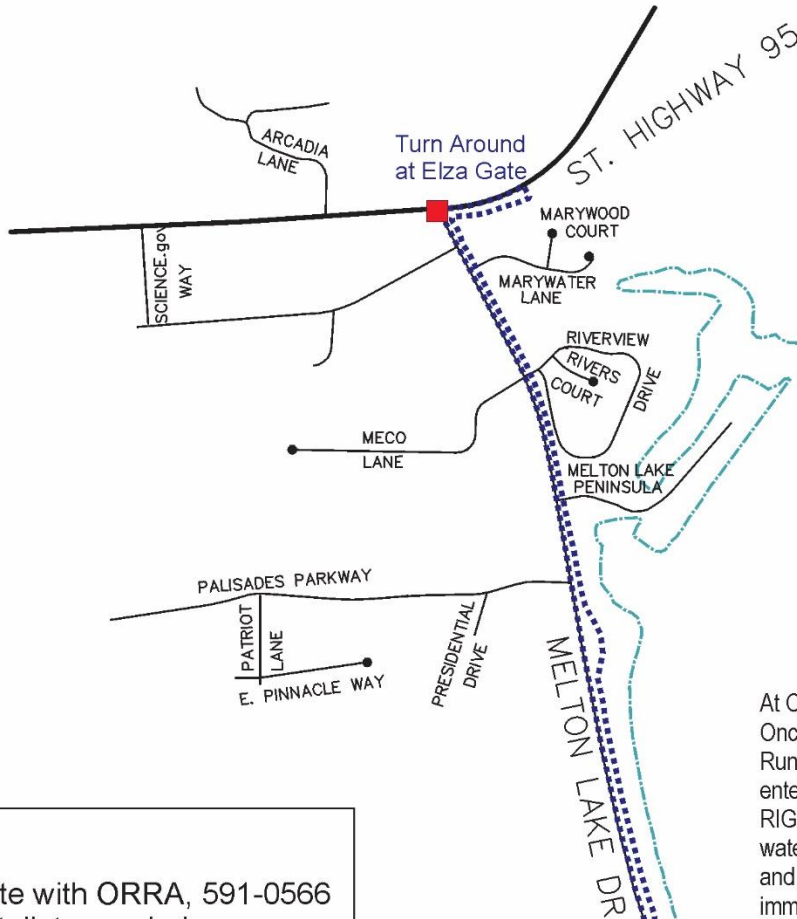 Turn Around
at Elza Gate
ST. HIGHWAY 95
ARCADIA
LANE
SCIENCE.gov
WAY
MARYWOOD
COURT
MARYWATER
LANE
RIVERVIEW
DRIVE
RIVERS
COURT
MECO
LANE
MELTON LAKE
PENINSULA
PALISADES PARKWAY
PATRIOT
LANE
E. PINNACLE WAY
PRESIDENTIAL
DRIVE
MELTON LAKE DR
At
Onc
Run
ente
RIG
wate
and
imm
te with ORRA, 591-0566